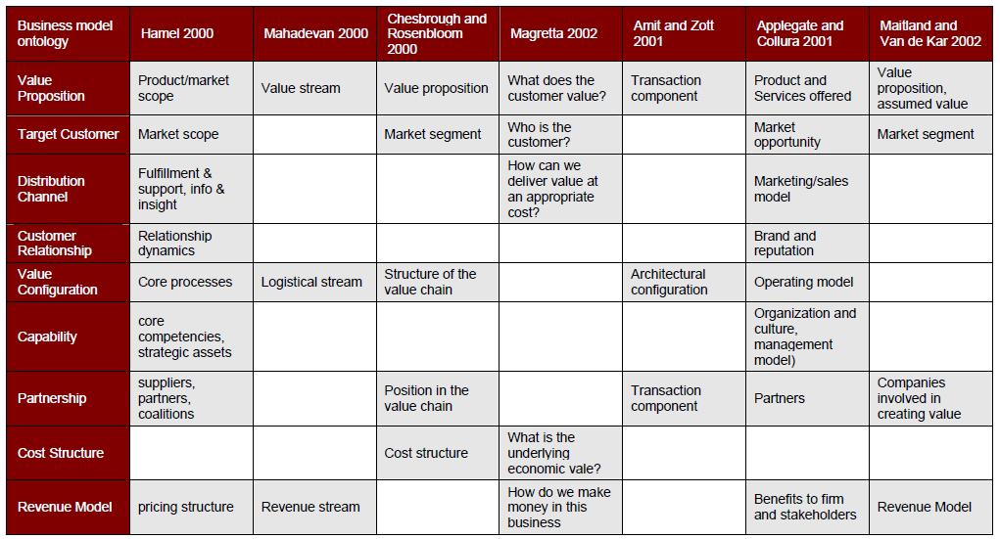 Business model
ontology
Hamel 2000
Mahadevan 2000
Chesbrough and
Rosenbloom
2000
Magretta 2002
Amit and Zott
2001
Applegate and
Collura 2001
Maitland and
Van de Kar 2002
Value
Proposition
Product/market
scope
Value stream
Value proposition
What does the
customer value?
Transaction
component
Product and
Services offered
Value
proposition,
assumed value
Target Customer
Market scope
Market segment
Who is the
customer?
Market
opportunity
Market segment
Distribution
Channel
Fulfillment &
support, info &
insight
How can we
deliver value at
an appropriate
cost?
Marketing/sales
model
Customer
Relationship
Relationship
dynamics
Brand and
reputation
Value
Configuration
Core processes
Logistical stream
Structure of the
value chain
Architectural
configuration
Operating model
Capability
core
competencies,
strategic assets
Organization and
culture,
management
model)
Partnership
suppliers,
partners,
coalitions
Position in the
value chain
Transaction
component
Partners
Companies
involved in
creating value
Cost Structure
Cost structure
What is the
underlying
economic vale?
Revenue Model
pricing structure
Revenue stream
How do we make
money in this
business
Benefits to firm
and stakeholders
Revenue Model